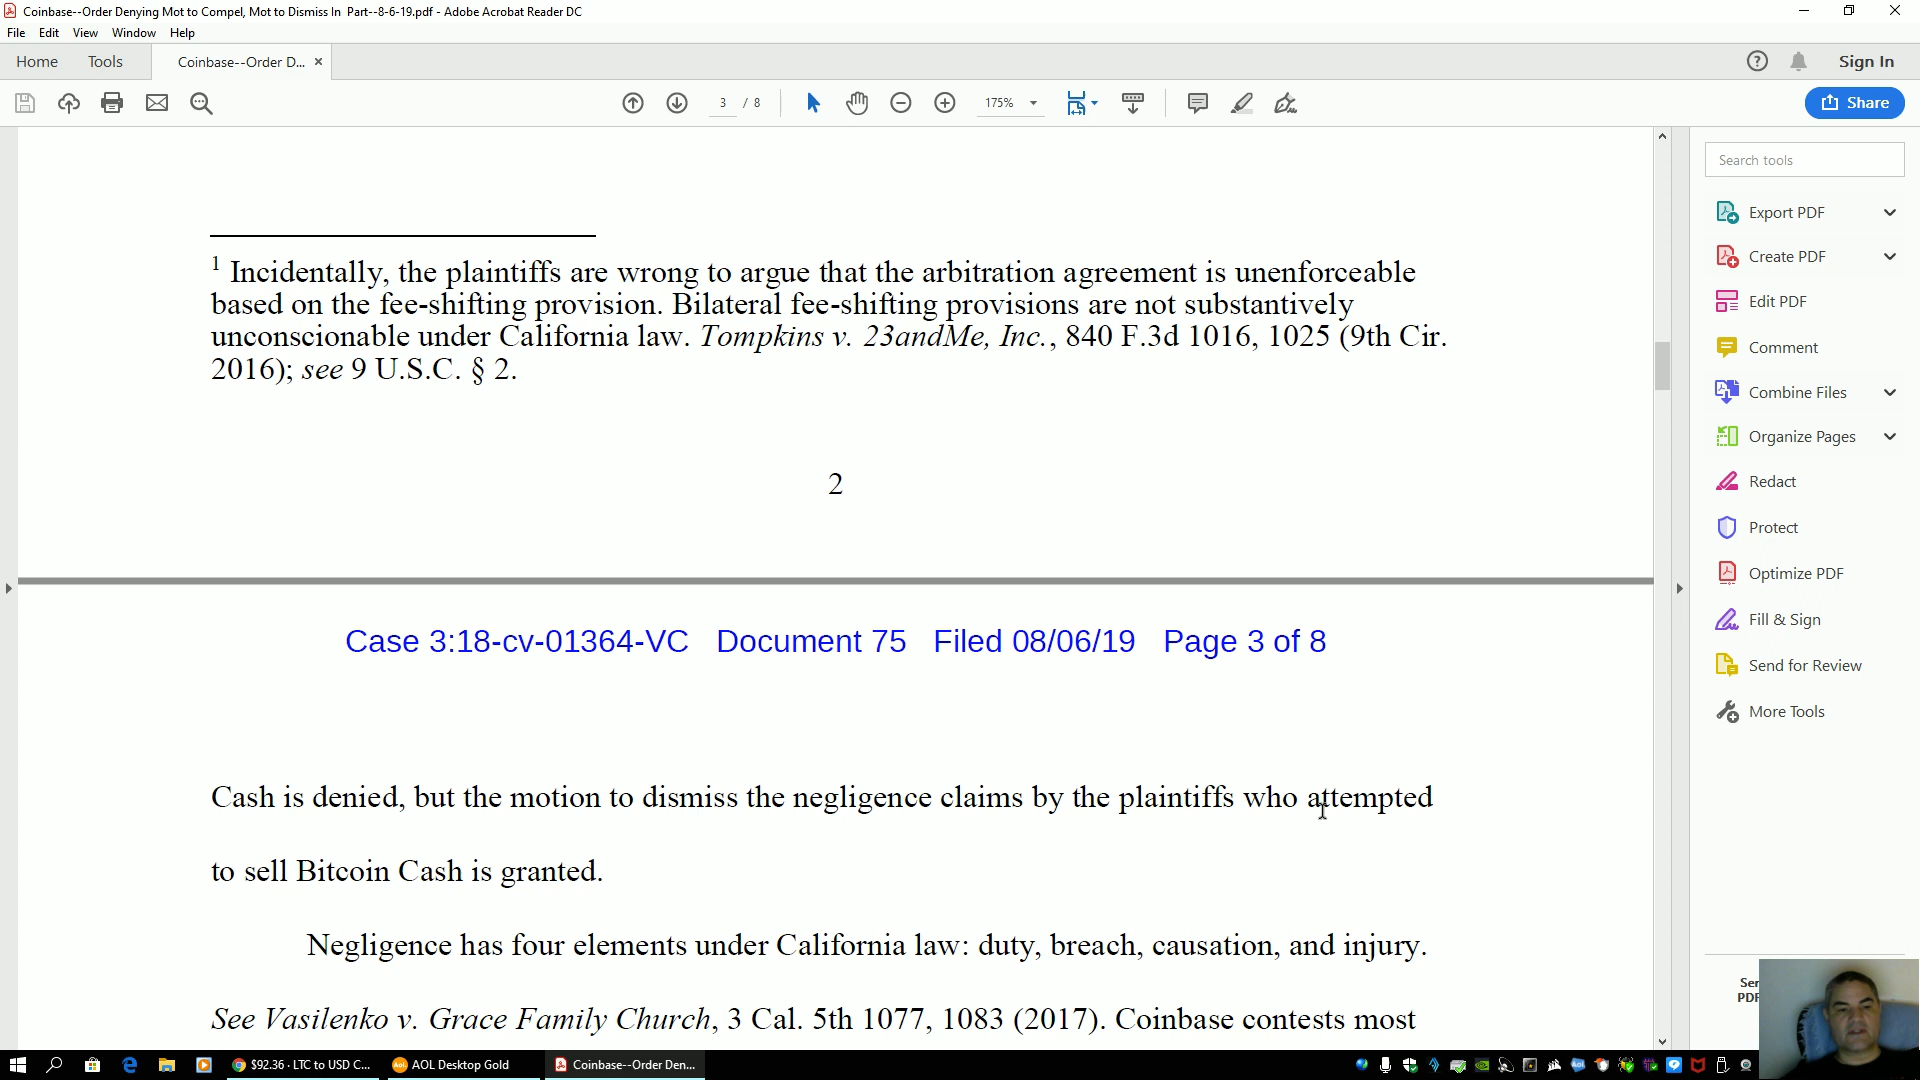 Coinbase--Order Denying Mot to Compel, Mot to Dismiss In  Part--8-6-19.pdf - Adobe Acrobat Reader DC
File Edit View Window Help
Home Tools Coinbase--Order D... × Sign In
3 / 8 175% Share
Search tools
Export PDF
Create PDF
Edit PDF
Comment
Combine Files
Organize Pages
Redact
Protect
Optimize PDF
Fill & Sign
Send for Review
More Tools
1 Incidentally, the plaintiffs are wrong to argue that the arbitration agreement is unenforceable
based on the fee-shifting provision. Bilateral fee-shifting provisions are not substantively
unconscionable under California law. Tompkins v. 23andMe, Inc., 840 F.3d 1016, 1025 (9th Cir.
2016); see 9 U.S.C. § 2.
2
Case 3:18-cv-01364-VC Document 75 Filed 08/06/19 Page 3 of 8
Cash is denied, but the motion to dismiss the negligence claims by the plaintiffs who attempted
to sell Bitcoin Cash is granted.
Negligence has four elements under California law: duty, breach, causation, and injury.
See Vasilenko v. Grace Family Church, 3 Cal. 5th 1077, 1083 (2017). Coinbase contests most
$92.36 · LTC to USD C... AOL Desktop Gold Coinbase--Order Den...